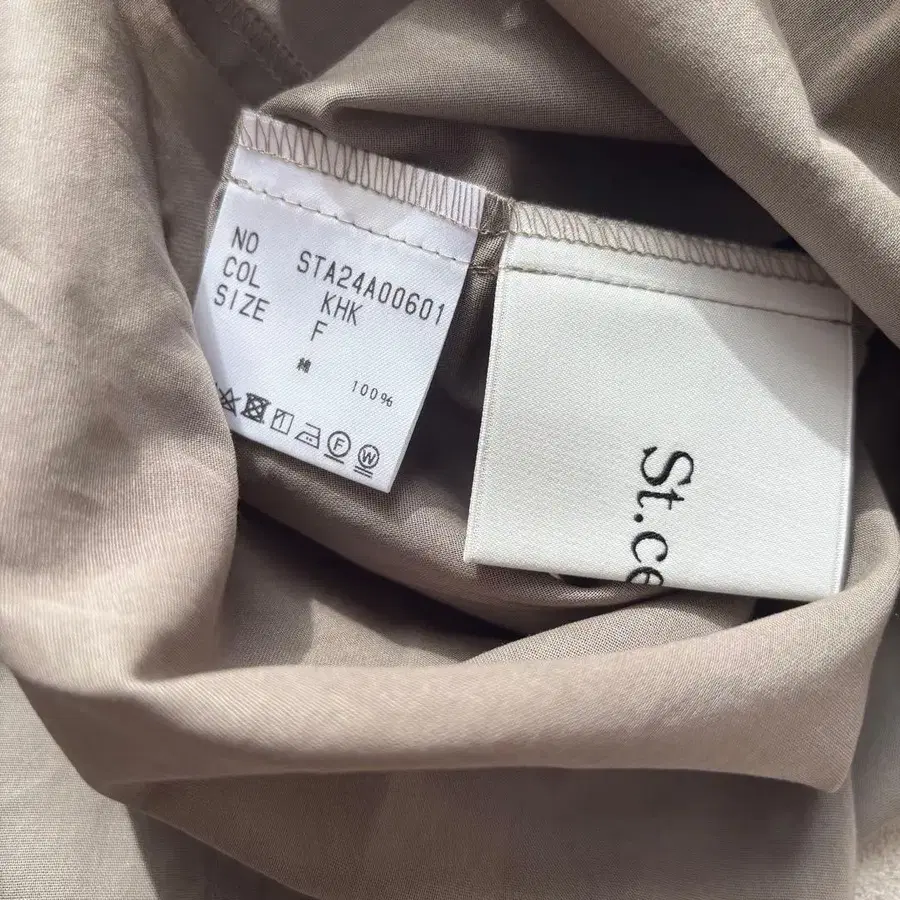 NO STA24A00601
COL KHK
SIZE F
綿 100%
F W
St.ce